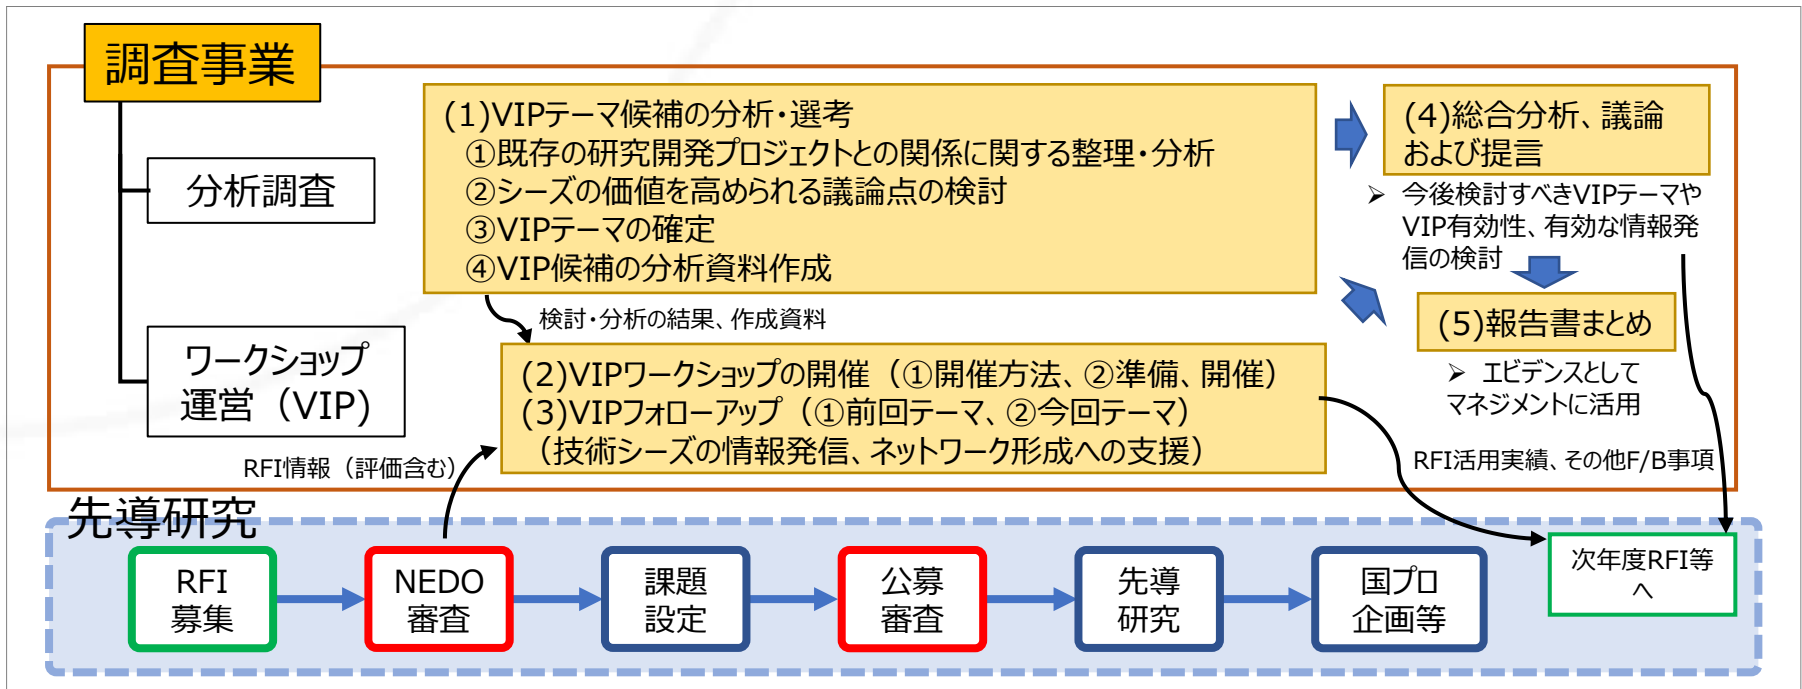 調査事業
分析調査
ワークショップ
運営（VIP)
(1)VIPテーマ候補の分析・選考
①既存の研究開発プロジェクトとの関係に関する整理・分析
②シーズの価値を高められる議論点の検討
③VIPテーマの確定
④VIP候補の分析資料作成
検討・分析の結果、作成資料
(2)VIPワークショップの開催（①開催方法、②準備、開催）
(3)VIPフォローアップ（①前回テーマ、②今回テーマ）
（技術シーズの情報発信、ネットワーク形成への支援）
(4)総合分析、議論
および提言
➢ 今後検討すべきVIPテーマや
VIP有効性、有効な情報発
信の検討
(5)報告書まとめ
➢ エビデンスとして
マネジメントに活用
RFI情報（評価含む）
RFI活用実績、その他F/B事項
先導研究
RFI
募集
NEDO
審査
課題
設定
公募
審査
先導
研究
国プロ
企画等
次年度RFI等
へ